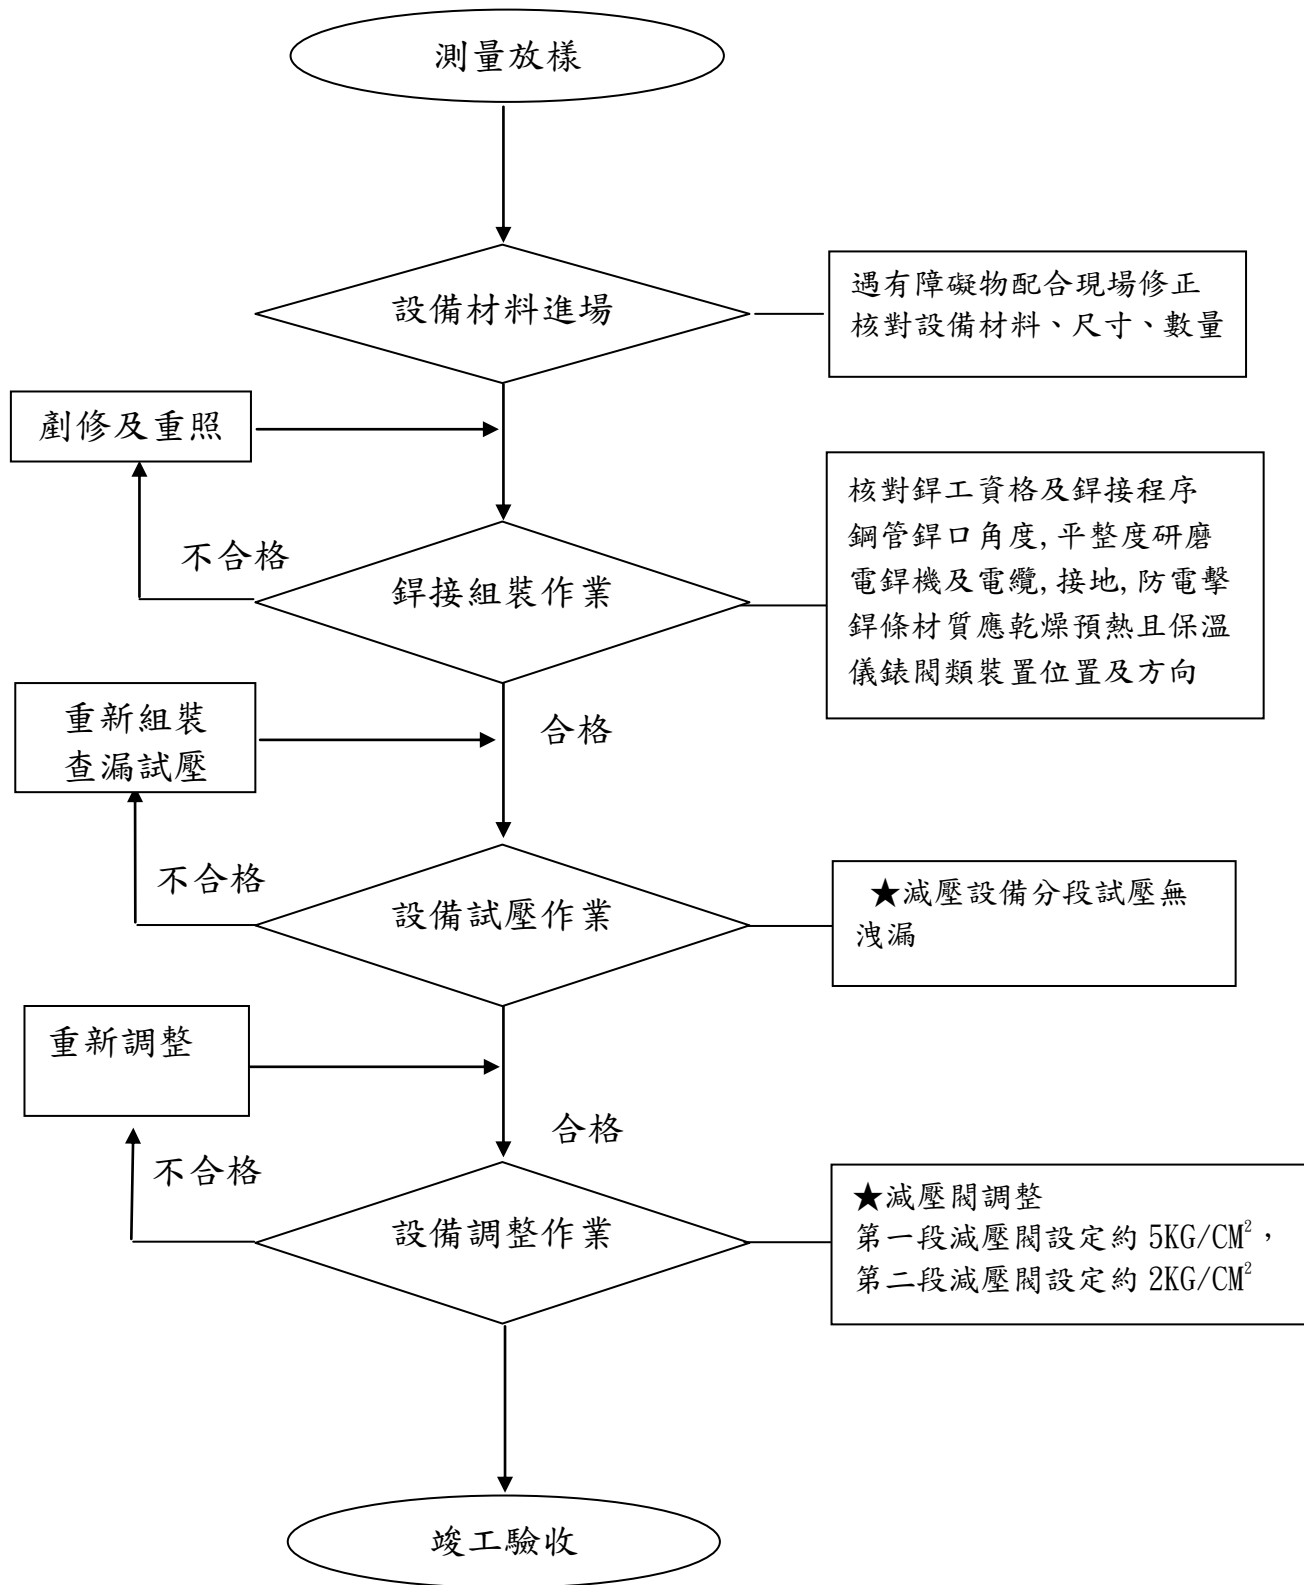 測量放樣
設備材料進場
遇有障礙物配合現場修正
核對設備材料、尺寸、數量
剷修及重照
不合格
銲接組裝作業
核對銲工資格及銲接程序
鋼管銲口角度,平整度研磨
電銲機及電纜,接地,防電擊
銲條材質應乾燥預熱且保溫
儀錶閥類裝置位置及方向
重新組裝
查漏試壓
合格
不合格
設備試壓作業
★減壓設備分段試壓無
洩漏
重新調整
合格
不合格
設備調整作業
★減壓閥調整
第一段減壓閥設定約 5KG/CM²，
第二段減壓閥設定約 2KG/CM²
竣工驗收